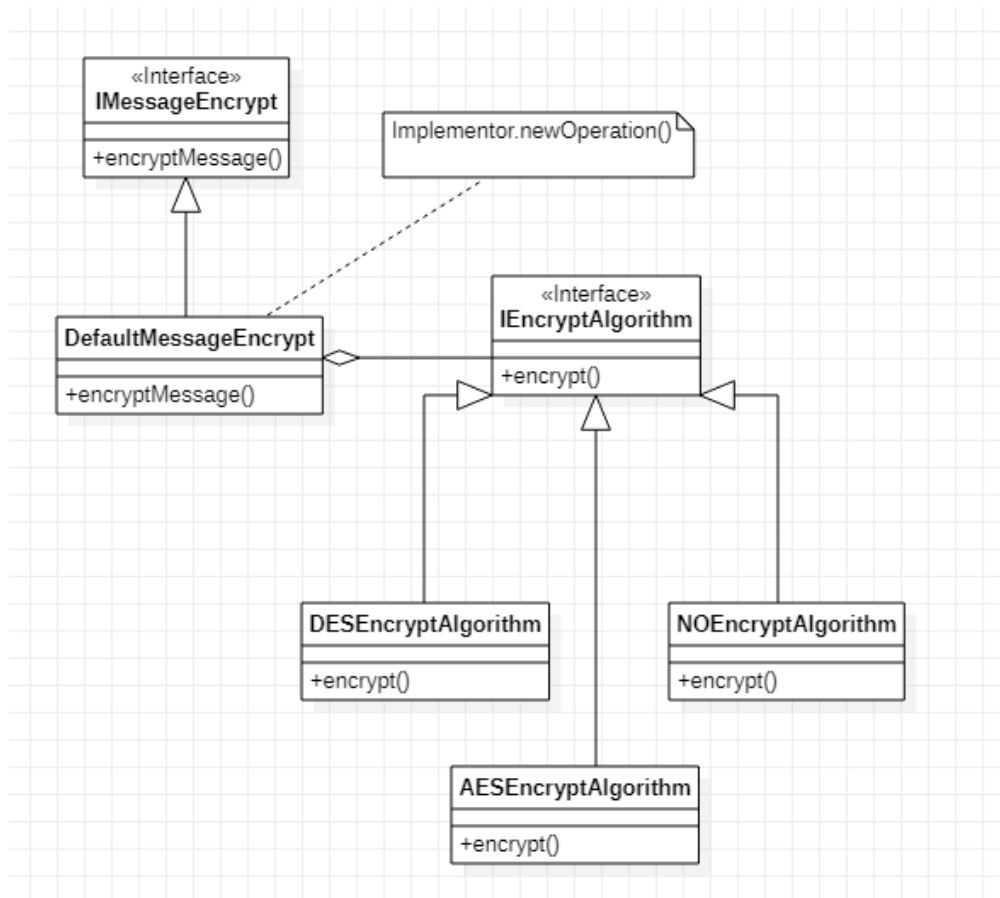 «Interface»
IMessageEncrypt
+encryptMessage()
Implementor.newOperation()
«Interface»
IEncryptAlgorithm
+encrypt()
DefaultMessageEncrypt
+encryptMessage()
DESEncryptAlgorithm
+encrypt()
NOEncryptAlgorithm
+encrypt()
AESEncryptAlgorithm
+encrypt()